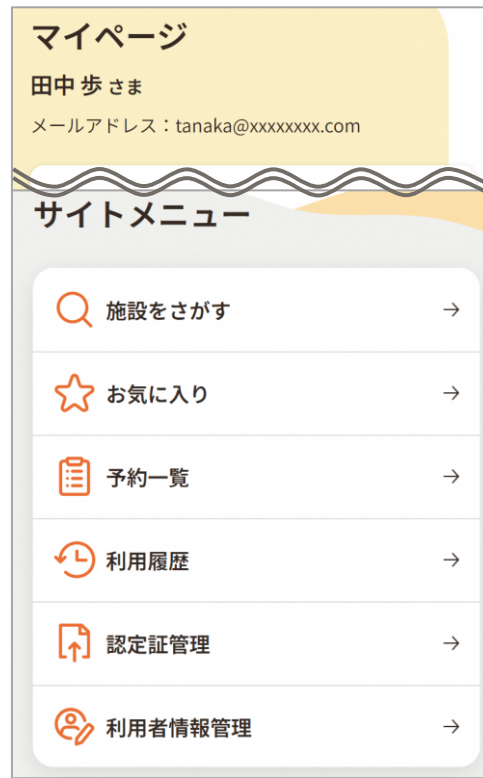 マイページ
田中 歩 さま
メールアドレス：tanaka@xxxxxxxx.com
サイトメニュー
施設をさがす
お気に入り
予約一覧
利用履歴
認定証管理
利用者情報管理